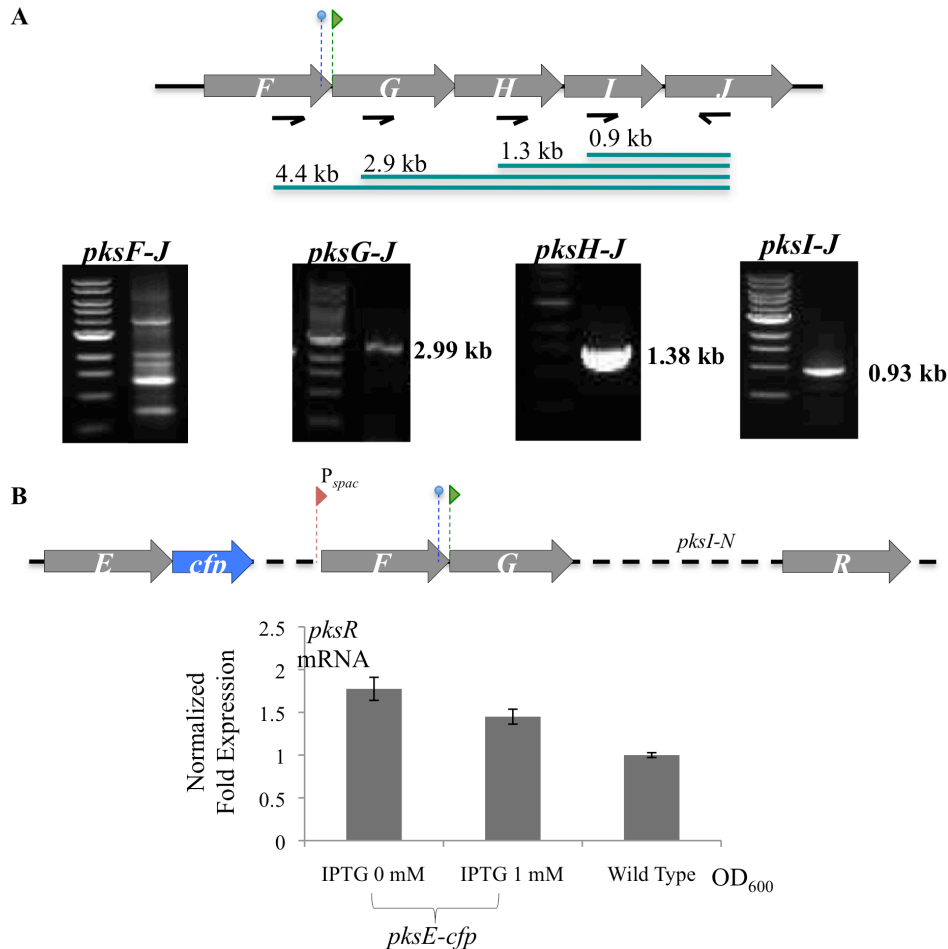 A
F G H I J
0.9 kb
1.3 kb
2.9 kb
4.4 kb
pksF-J
pksG-J
pksH-J
pksI-J
2.99 kb
1.38 kb
0.93 kb
B
Pspac
E cfp F G pksI-N R
pksR
mRNA
Normalized
Fold Expression
2.5
2
1.5
1
0.5
0
IPTG 0 mM IPTG 1 mM Wild Type OD600
pksE-cfp